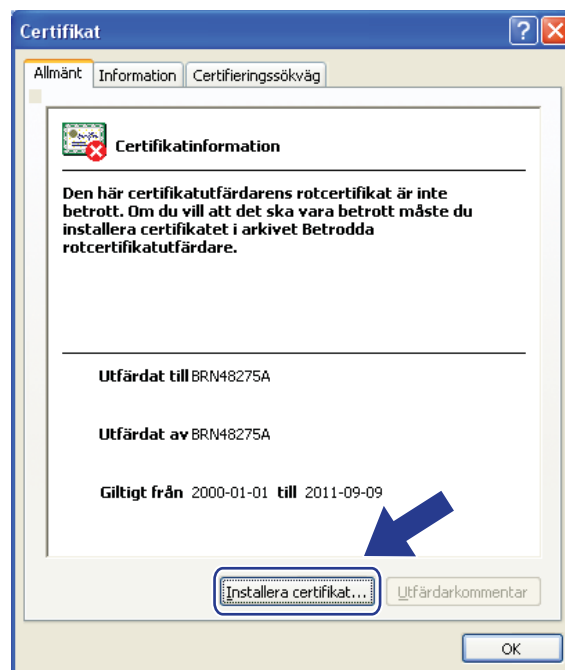 Certifikat
Allmänt Information Certifieringssökväg
Certifikatinformation
Den här certifikatutfärdarens rotcertifikat är inte
betrott. Om du vill att det ska vara betrott måste du
installera certifikatet i arkivet Betrodda
rotcertifikatutfärdare.
Utfärdat till BRN48275A
Utfärdat av BRN48275A
Giltigt från 2000-01-01 till 2011-09-09
Installera certifikat... Utfärdarkommentar
OK